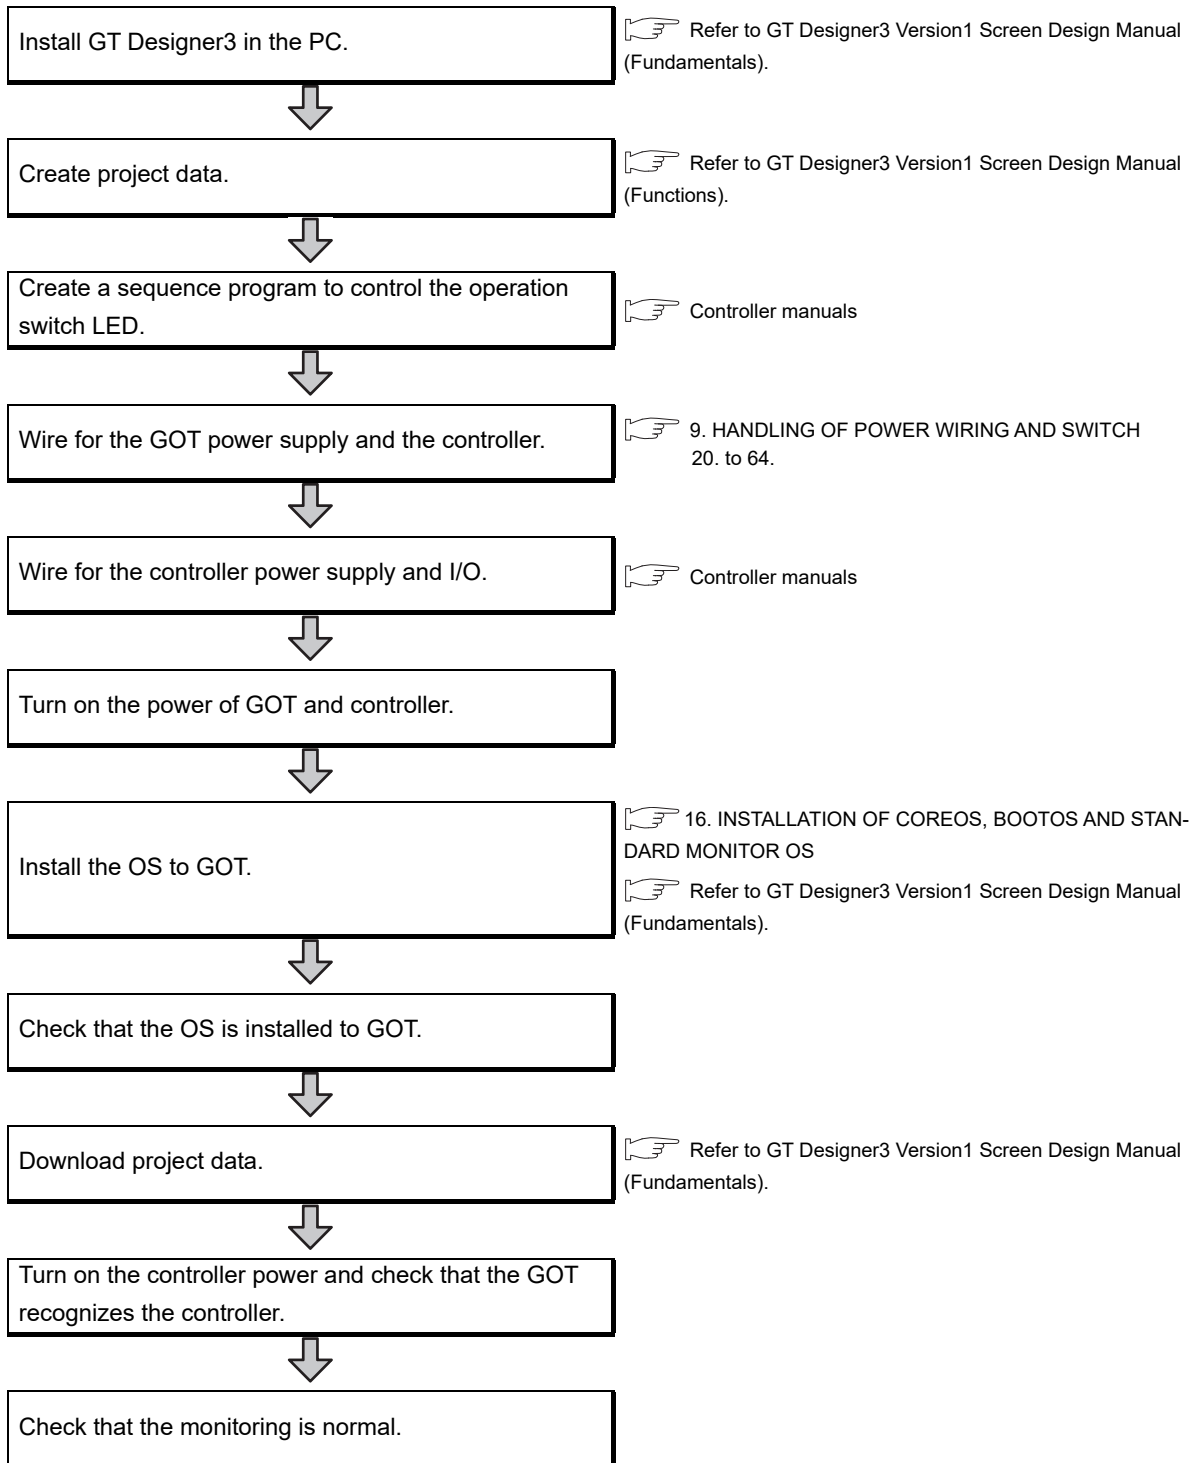 Install GT Designer3 in the PC.
Refer to GT Designer3 Version1 Screen Design Manual
(Fundamentals).
Create project data.
Refer to GT Designer3 Version1 Screen Design Manual
(Functions).
Create a sequence program to control the operation
switch LED.
Controller manuals
Wire for the GOT power supply and the controller.
9. HANDLING OF POWER WIRING AND SWITCH
20. to 64.
Wire for the controller power supply and I/O.
Controller manuals
Turn on the power of GOT and controller.
Install the OS to GOT.
16. INSTALLATION OF COREOS, BOOTOS AND STAN-
DARD MONITOR OS
Refer to GT Designer3 Version1 Screen Design Manual
(Fundamentals).
Check that the OS is installed to GOT.
Download project data.
Refer to GT Designer3 Version1 Screen Design Manual
(Fundamentals).
Turn on the controller power and check that the GOT
recognizes the controller.
Check that the monitoring is normal.